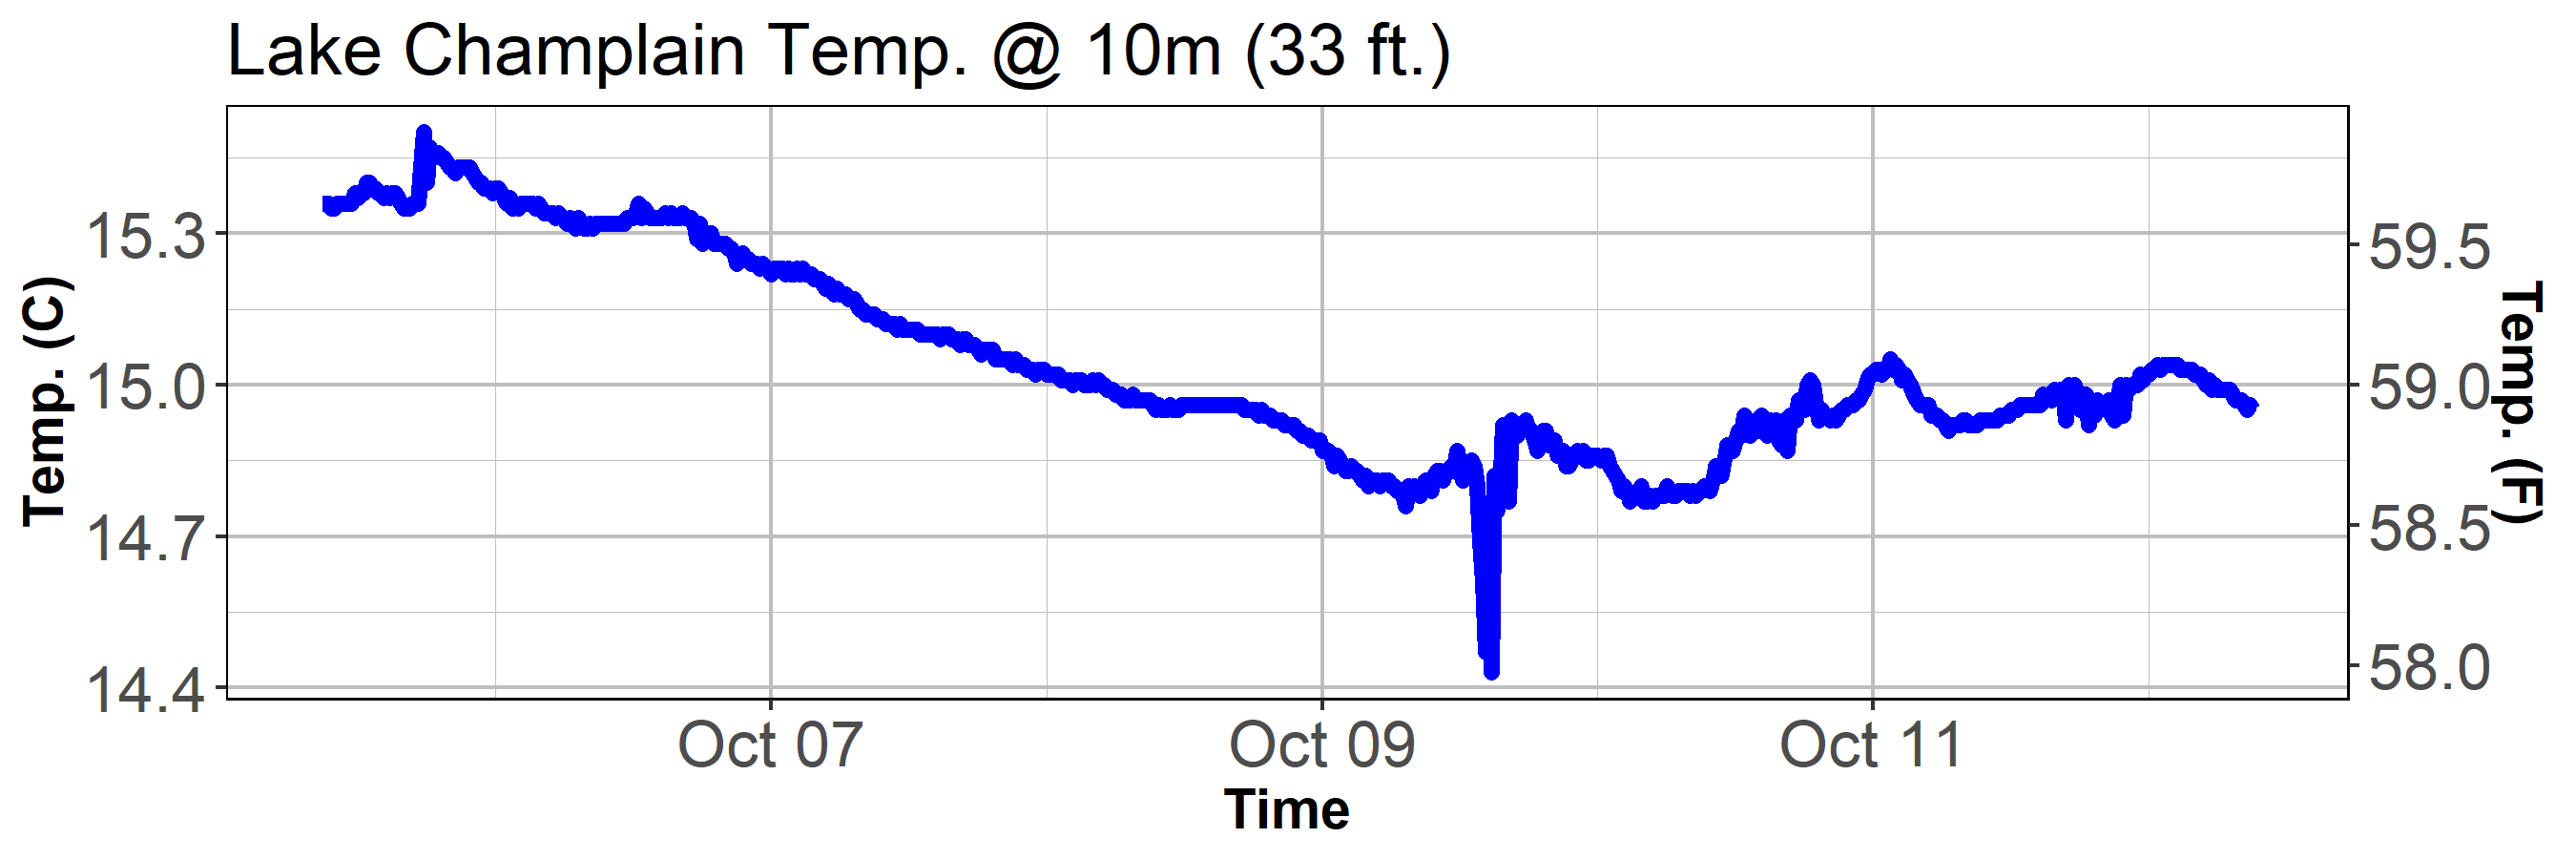 Lake Champlain Temp. @ 10m (33 ft.)
Temp. (C)
15.3
15.0
14.7
14.4
59.5
59.0
58.5
58.0
Temp. (F)
Oct 07
Oct 09
Oct 11
Time